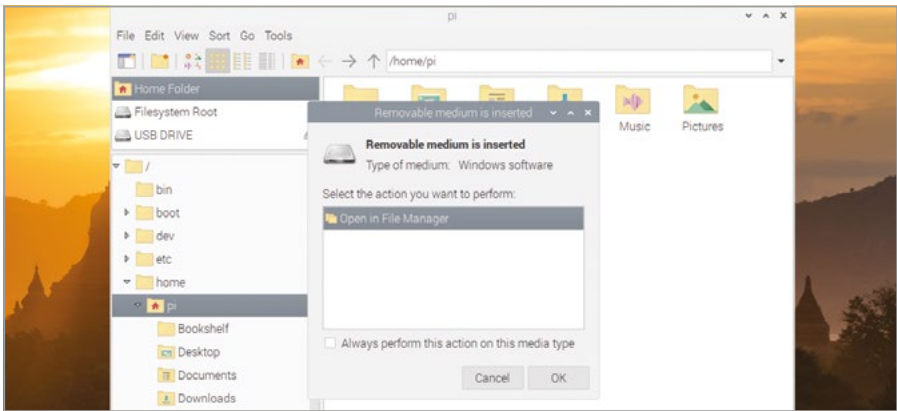 pi
File Edit View Sort Go Tools
/home/pi
Home Folder
Filesystem Root
USB DRIVE
/
bin
boot
dev
etc
home
pi
Bookshelf
Desktop
Documents
Downloads
Music Pictures
Removable medium is inserted
Removable medium is inserted
Type of medium: Windows software
Select the action you want to perform:
Open in File Manager
Always perform this action on this media type
Cancel OK